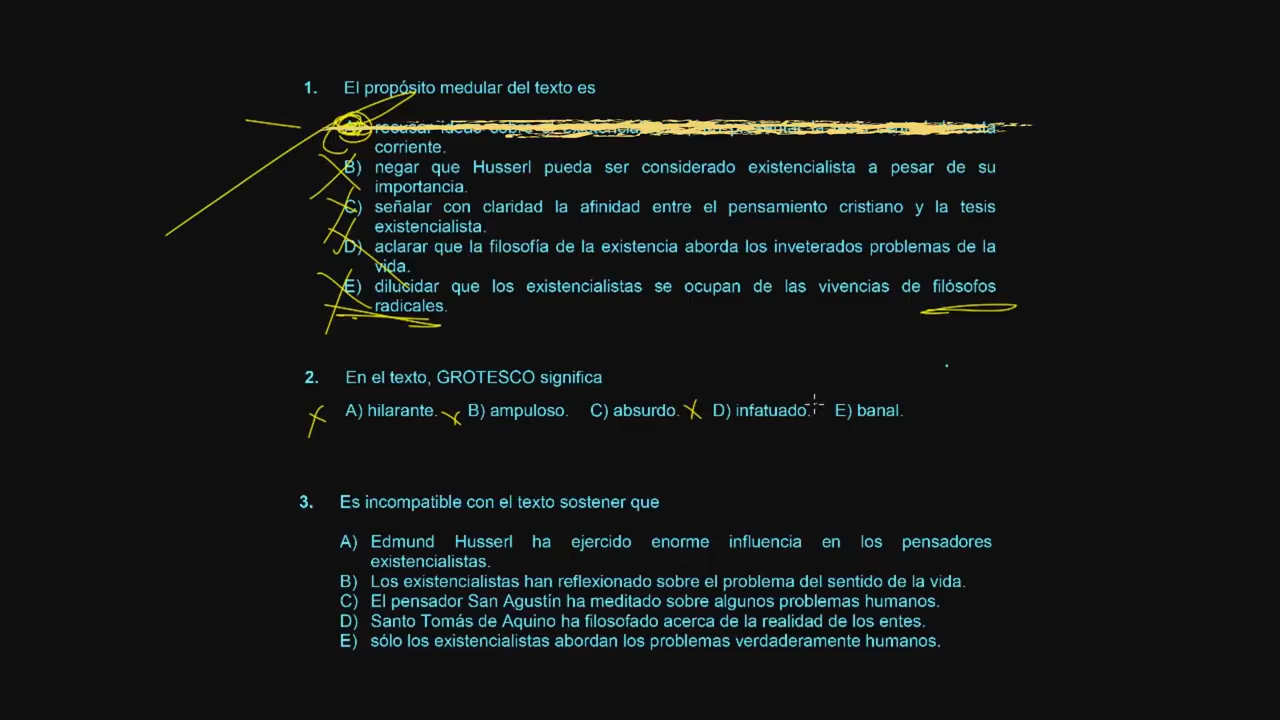 1. El propósito medular del texto es
recusar ideas sobre
corriente.
B) negar que Husserl pueda ser considerado existencialista a pesar de su
importancia.
C) señalar con claridad la afinidad entre el pensamiento cristiano y la tesis
existencialista.
D) aclarar que la filosofía de la existencia aborda los inveterados problemas de la
vida.
E) dilucidar que los existencialistas se ocupan de las vivencias de filósofos
radicales.
2. En el texto, GROTESCO significa
A) hilarante. B) ampuloso. C) absurdo. D) infatuado. E) banal.
3. Es incompatible con el texto sostener que
A) Edmund Husserl ha ejercido enorme influencia en los pensadores
existencialistas.
B) Los existencialistas han reflexionado sobre el problema del sentido de la vida.
C) El pensador San Agustín ha meditado sobre algunos problemas humanos.
D) Santo Tomás de Aquino ha filosofado acerca de la realidad de los entes.
E) sólo los existencialistas abordan los problemas verdaderamente humanos.